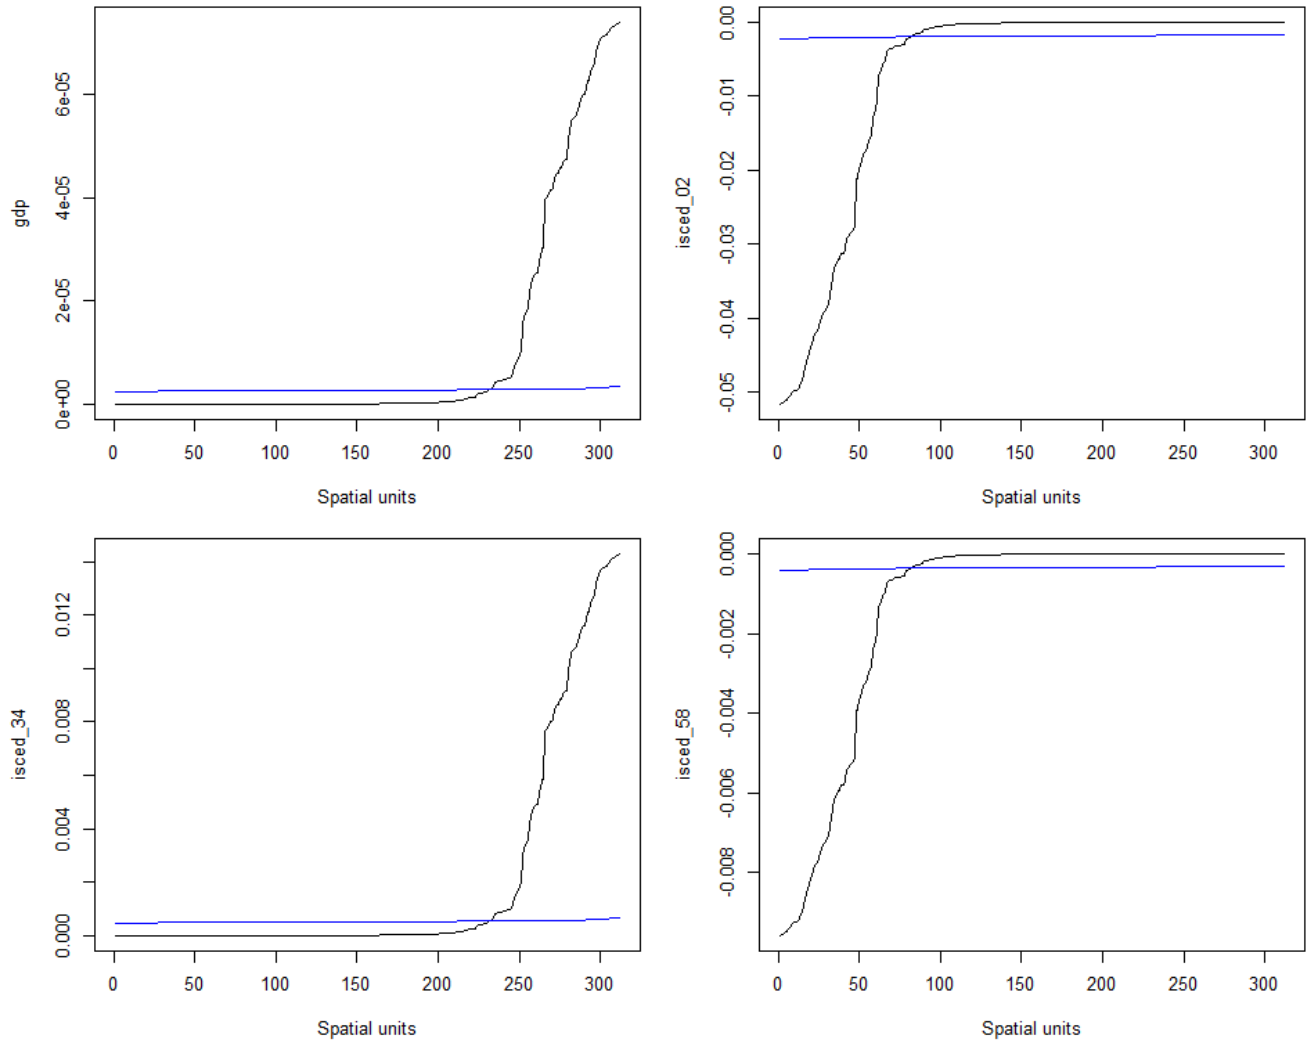 gdp
0e+00 2e-05 4e-05 6e-05
0 50 100 150 200 250 300
Spatial units
isced_02
-0.05 -0.04 -0.03 -0.02 -0.01 0.00
0 50 100 150 200 250 300
Spatial units
isced_34
0.000 0.004 0.008 0.012
0 50 100 150 200 250 300
Spatial units
isced_58
-0.008 -0.006 -0.004 -0.002 0.000
0 50 100 150 200 250 300
Spatial units